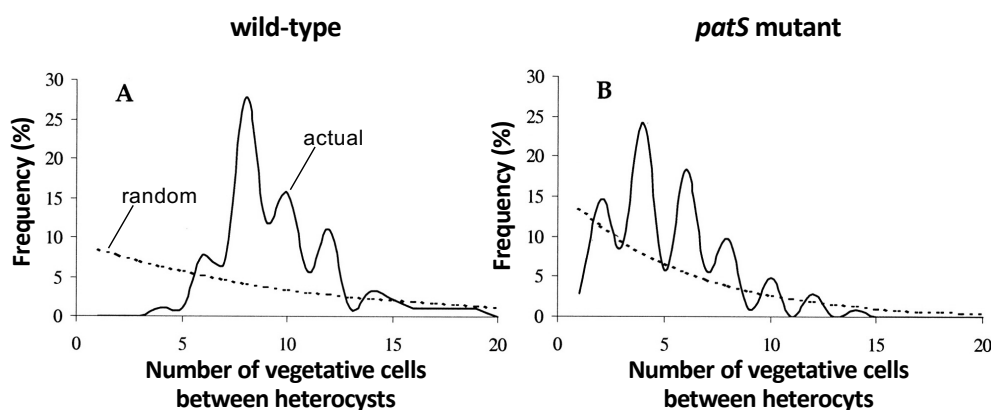 wild-type
patS mutant
30
25
20
15
10
5
0
Frequency (%)
A
actual
random
0
5
10
15
20
Number of vegetative cells
between heterocysts
30
25
20
15
10
5
0
Frequency (%)
B
0
5
10
15
20
Number of vegetative cells
between heterocyts